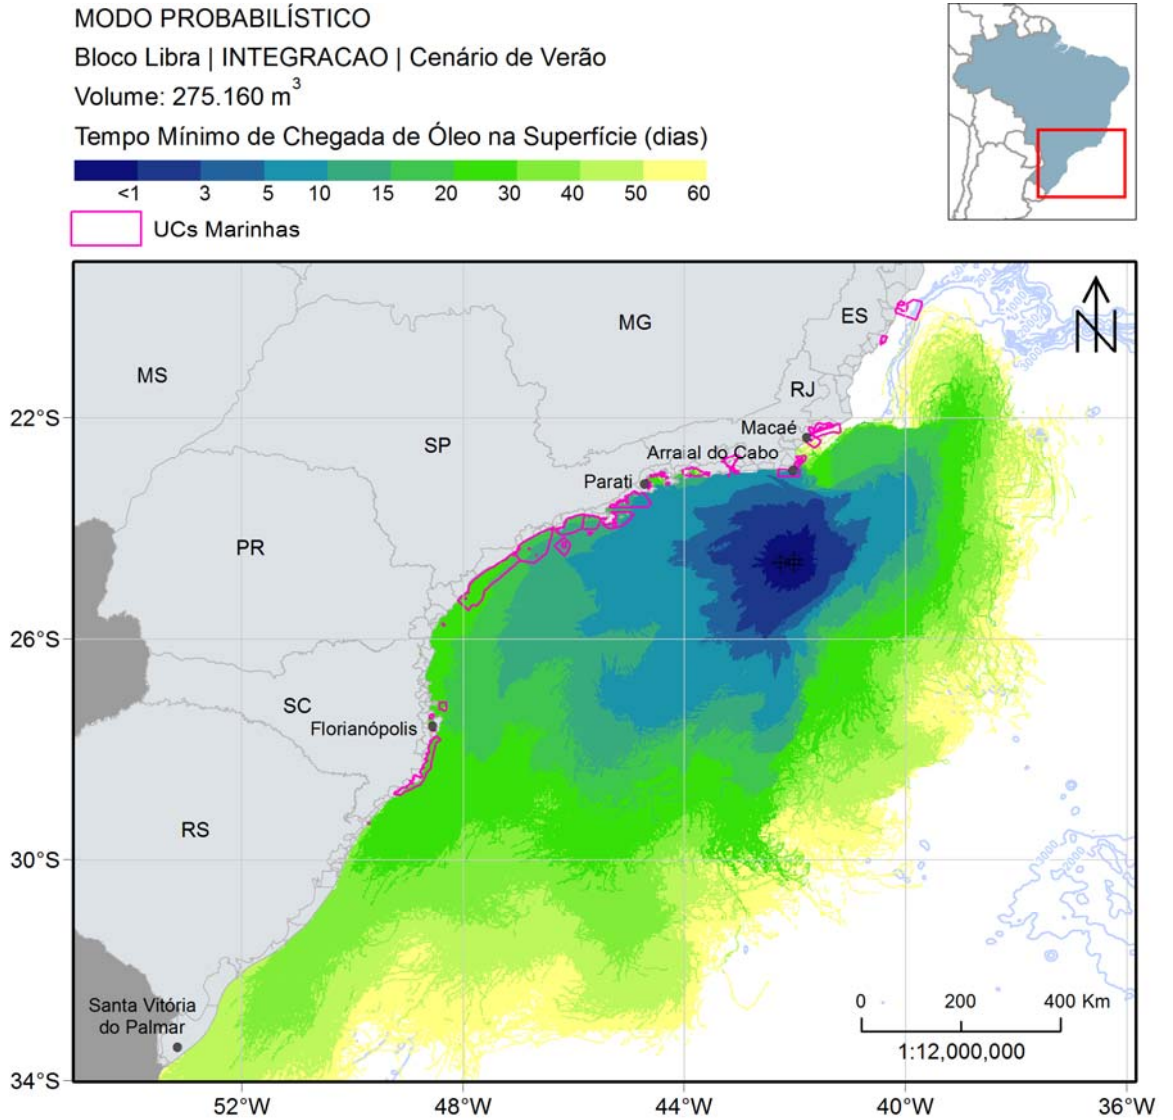 MODO PROBABILÍSTICO
Bloco Libra | INTEGRACAO | Cenário de Verão
Volume: 275.160 m³
Tempo Mínimo de Chegada de Óleo na Superfície (dias)
<1 3 5 10 15 20 30 40 50 60
UCs Marinhas
N
ES
MG
MS
RJ
22°S
Macaé
SP
Arraial do Cabo
Parati
PR
26°S
SC
Florianópolis
RS
30°S
Santa Vitória
do Palmar
0 200 400 Km
1:12,000,000
34°S
52°W 48°W 44°W 40°W 36°W